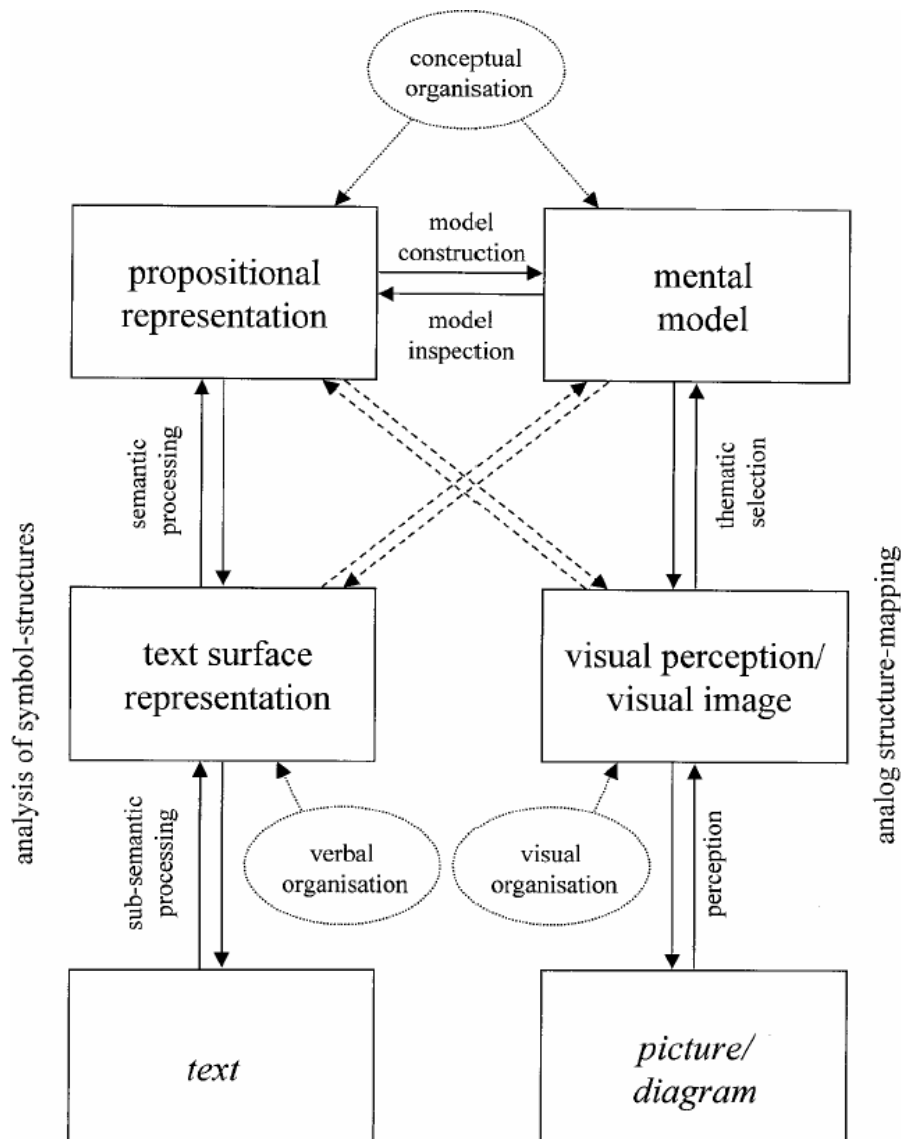 conceptual
organisation
propositional
representation
model
construction
model
inspection
mental
model
semantic
processing
thematic
selection
analysis of symbol-structures
text surface
representation
visual perception/
visual image
analog structure-mapping
sub-semantic
processing
verbal
organisation
visual
organisation
perception
text
picture/
diagram